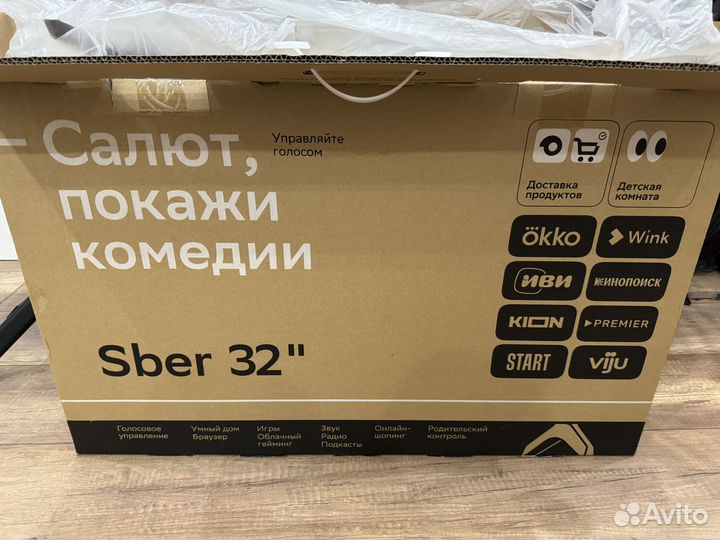 Салют,
покажи
комедии
Управляйте
голосом
Доставка
продуктов
Детская
комната
ökko
Wink
иви
КИНОПОИСК
KION
PREMIER
START
viju
Sber 32"
Голосовое
управление
Умный дом
Браузер
Игры
Облачный
гейминг
Звук
Радио
Подкасты
Онлайн-
шопинг
Родительский
контроль
Avito